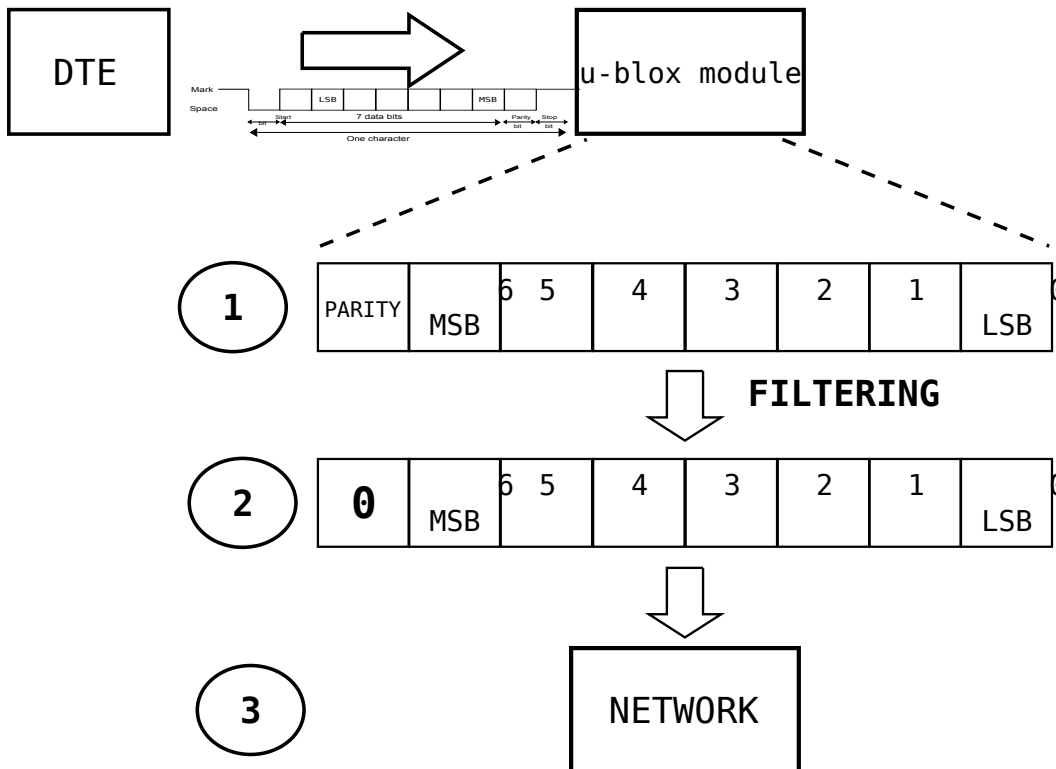 DTE
u-blox module
Mark
Space
LSB
MSB
Start
bit
7 data bits
Parity
bit
Stop
bit
One character
1
PARITY
MSB
6 5 4 3 2 1 0
LSB
FILTERING
2
0
MSB
6 5 4 3 2 1 0
LSB
3
NETWORK